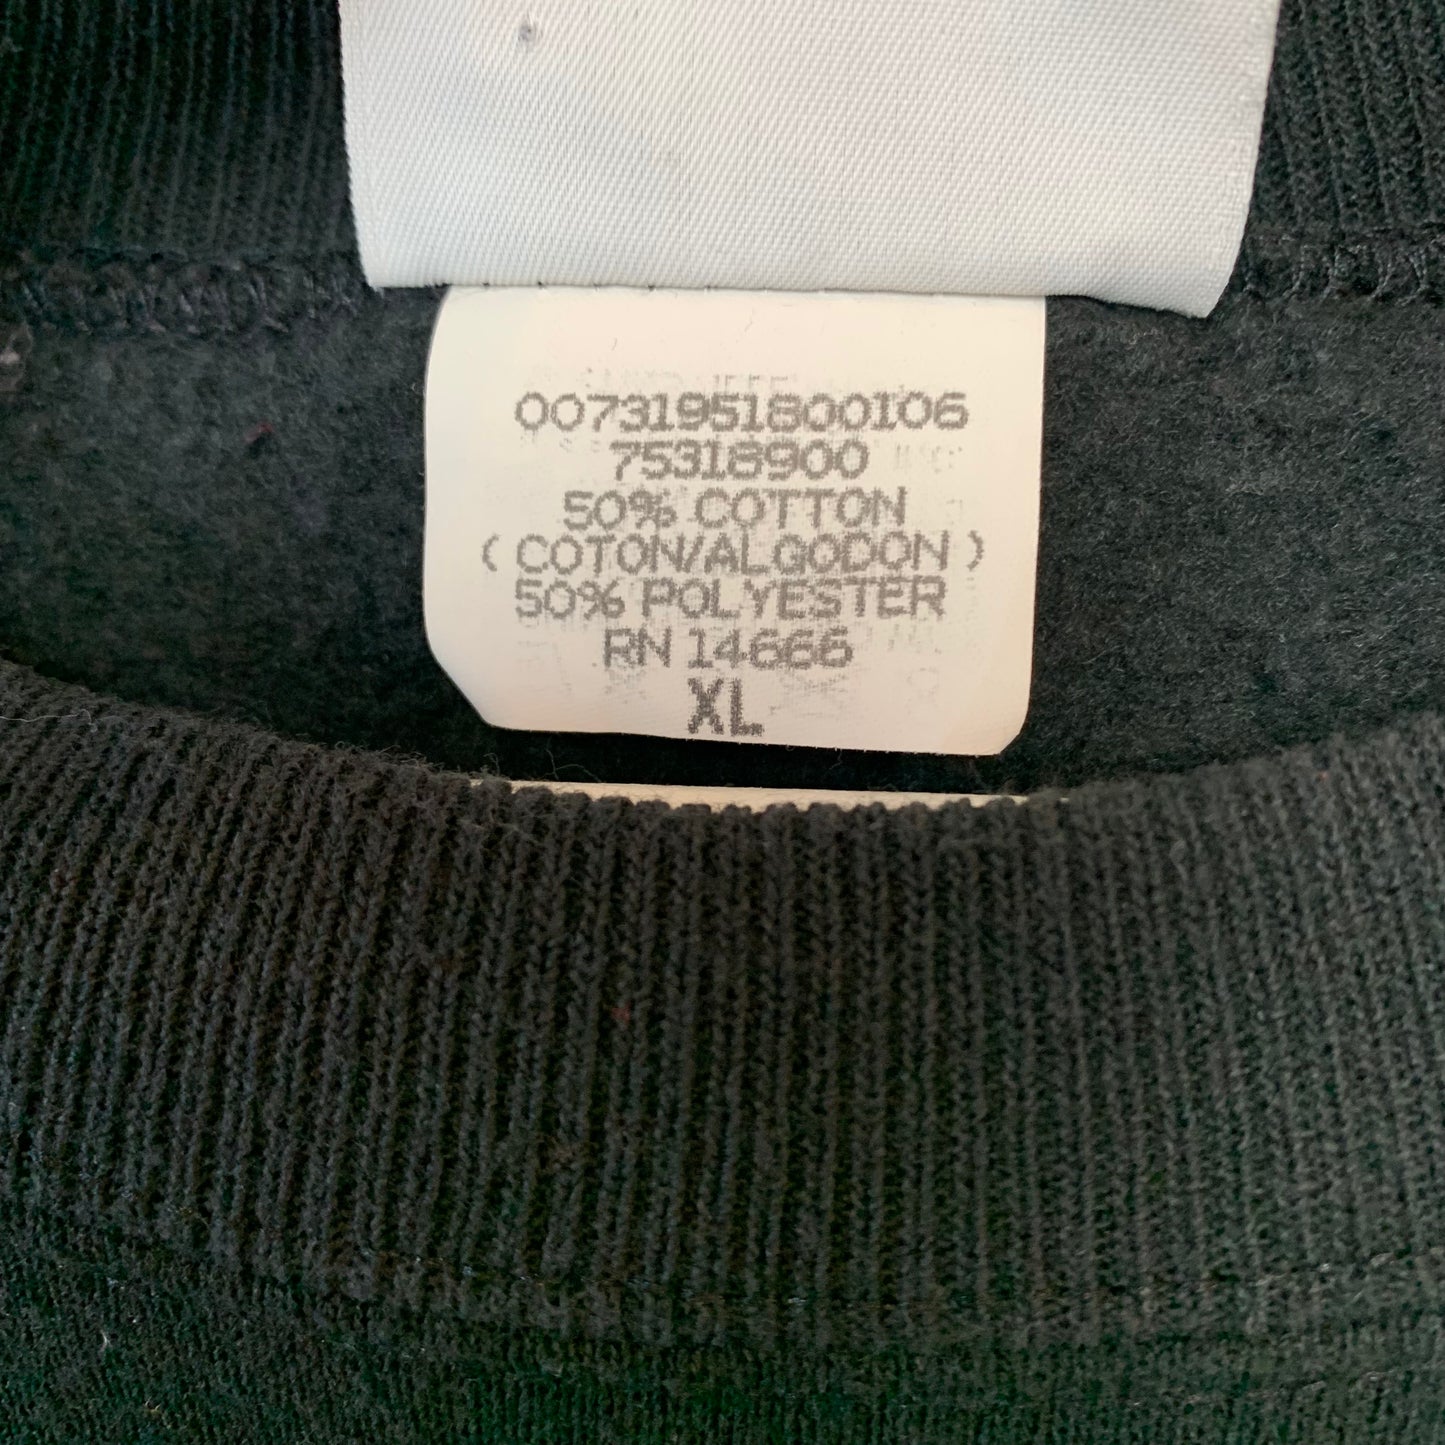 00731951800106
75318900
50% COTTON
( COTON/ALGODON )
50% POLYESTER
RN 14666
XL